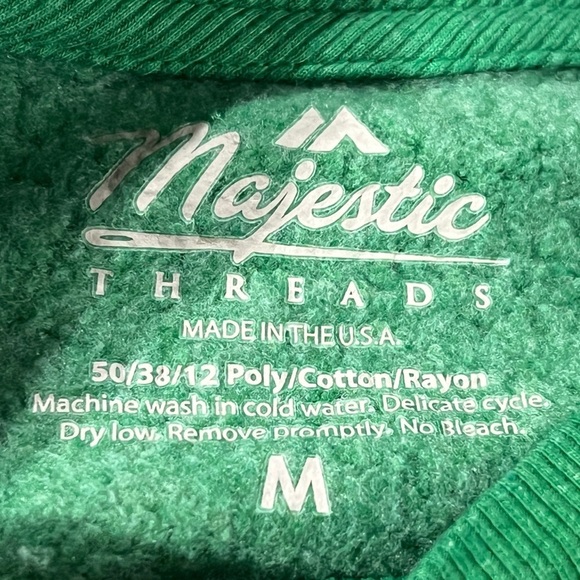 Majestic
THREADS
MADE IN THE U.S.A.
50/38/12 Poly/Cotton/Rayon
Machine wash in cold water. Delicate cycle.
Dry low. Remove promptly. No Bleach.
M